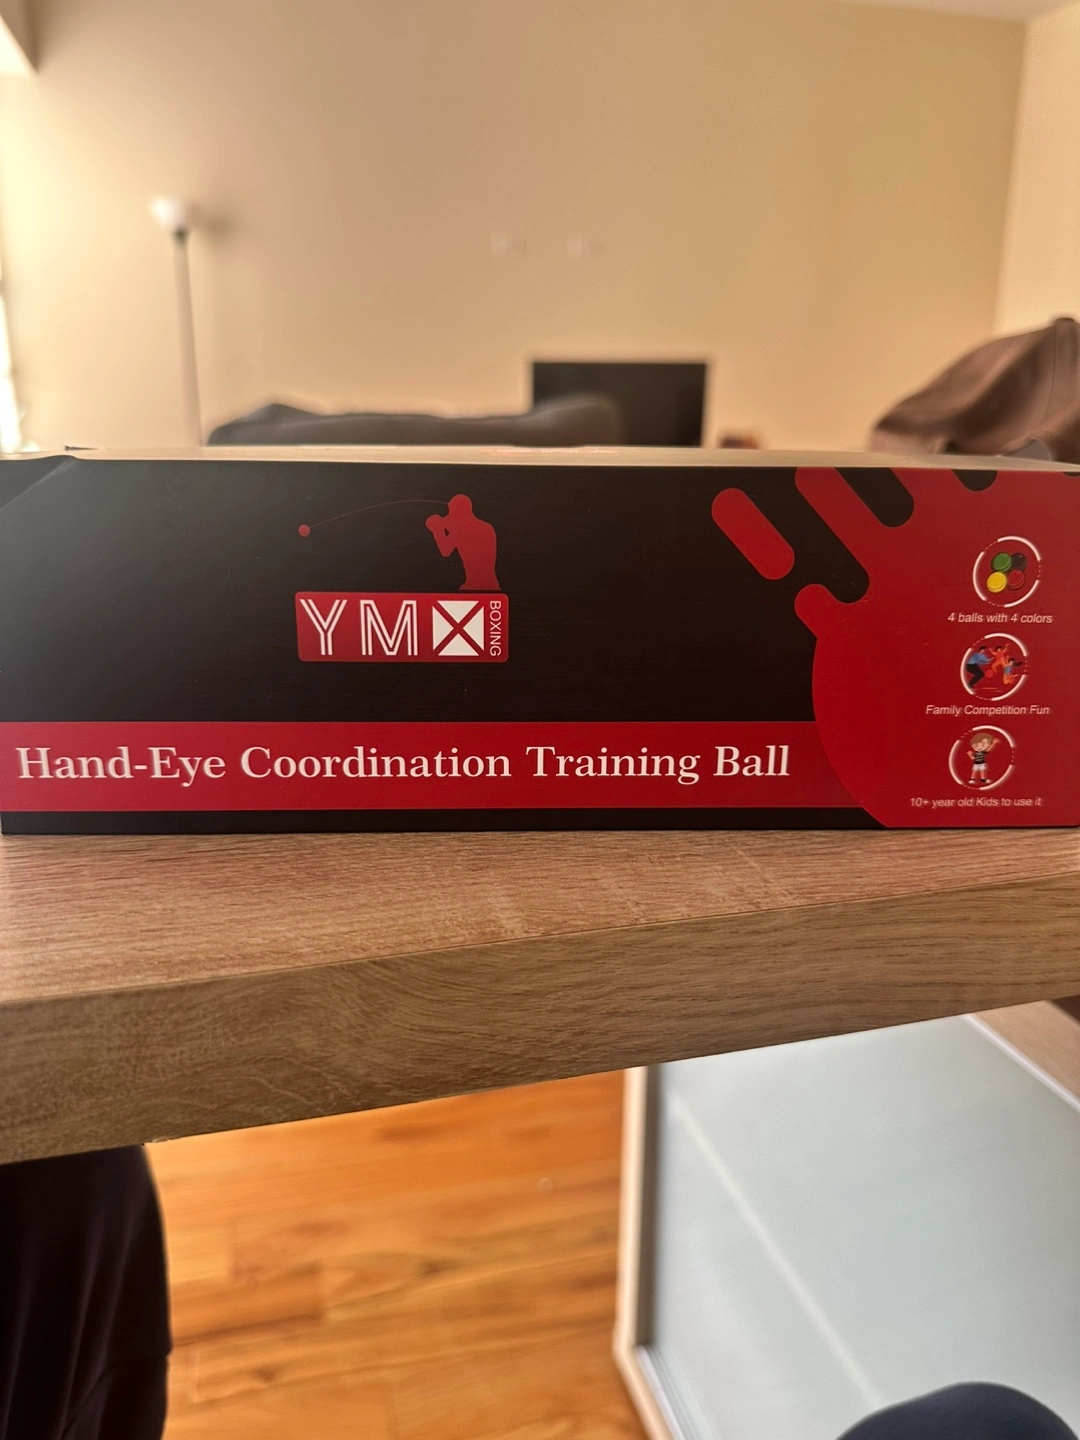 YMX
BOXING
Hand-Eye Coordination Training Ball
4 balls with 4 colors
Family Competition Fun
10+ year old Kids to use it